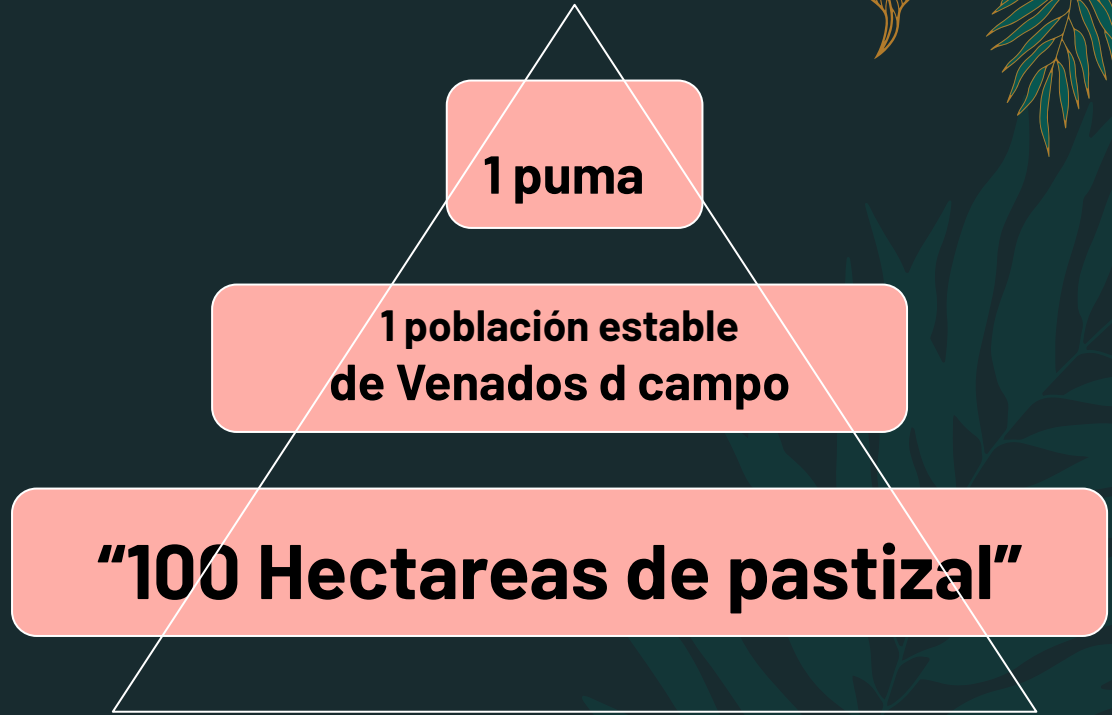 1 puma
1 población estable
de Venados d campo
“100 Hectareas de pastizal”